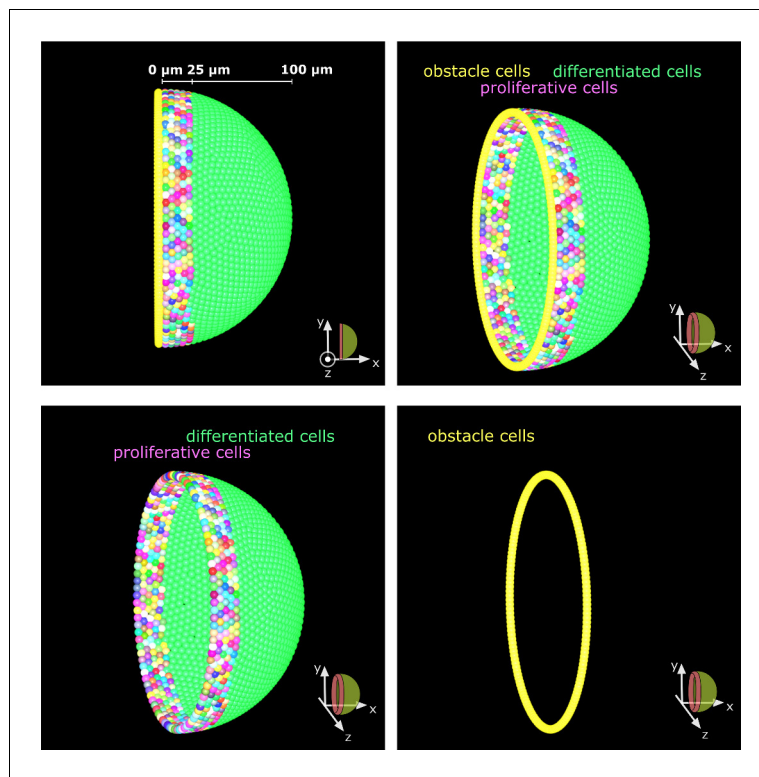 0 µm 25 µm 100 µm
y
z
x
obstacle cells differentiated cells
proliferative cells
y
x
z
differentiated cells
proliferative cells
y
x
z
obstacle cells
y
x
z